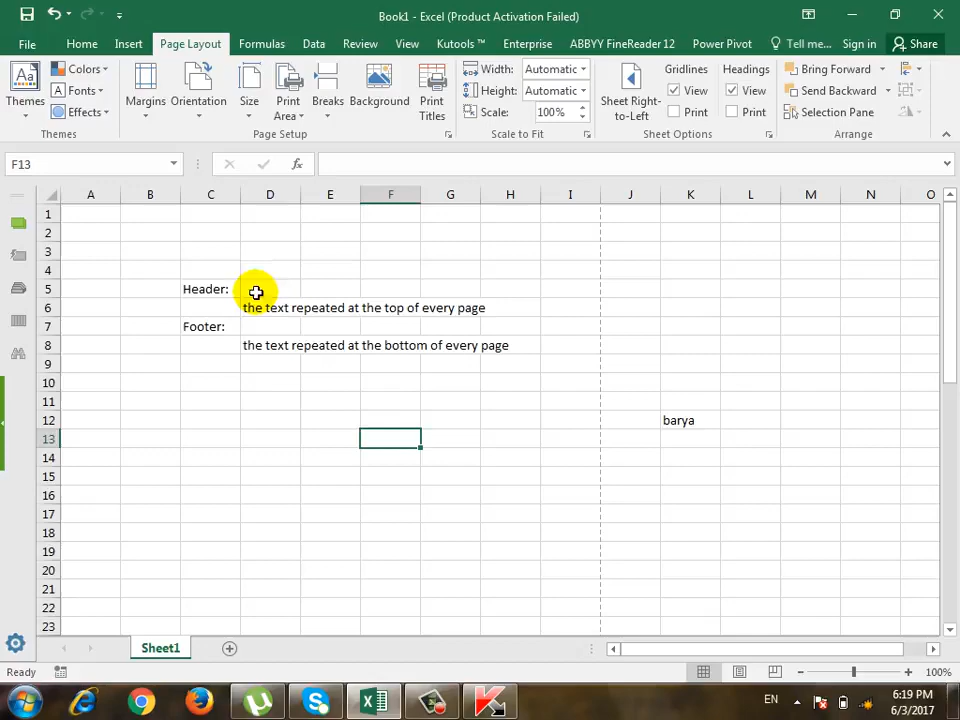 Book1 - Excel (Product Activation Failed)
File Home Insert Page Layout Formulas Data Review View Kutools ™ Enterprise ABBYY FineReader 12 Power Pivot Tell me... Sign in Share
Themes
Colors
Fonts
Effects
Themes
Margins
Orientation
Size
Print Area
Breaks
Background
Print Titles
Page Setup
Width: Automatic
Height: Automatic
Scale: 100%
Scale to Fit
Sheet Right-to-Left
Gridlines
View
Print
Headings
View
Print
Sheet Options
Bring Forward
Send Backward
Selection Pane
Arrange
F13 fx
A B C D E F G H I J K L M N O
1
2
3
4
5 Header:
6 the text repeated at the top of every page
7 Footer:
8 the text repeated at the bottom of every page
9
10
11
12 barya
13
14
15
16
17
18
19
20
21
22
23
Sheet1
Ready 100%
EN 6:19 PM
6/3/2017